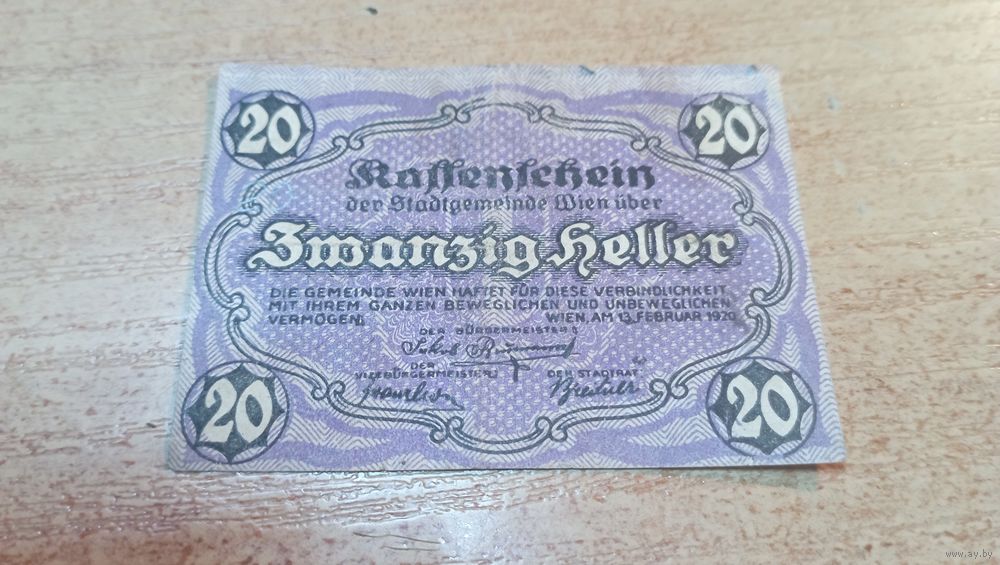 20 20
Kassenschein
der Stadtgemeinde Wien über
Zwanzig Heller
DIE GEMEINDE WIEN HAFTET FÜR DIESE VERBINDLICHKEIT
MIT IHREM GANZEN BEWEGLICHEN UND UNBEWEGLICHEN
VERMÖGEN. WIEN, AM 13. FEBRUAR 1920.
DER BÜRGERMEISTER:
Jakob Reumann
DER
VIZEBÜRGERMEISTER: DER STADTRAT
20 20
www.ay.by